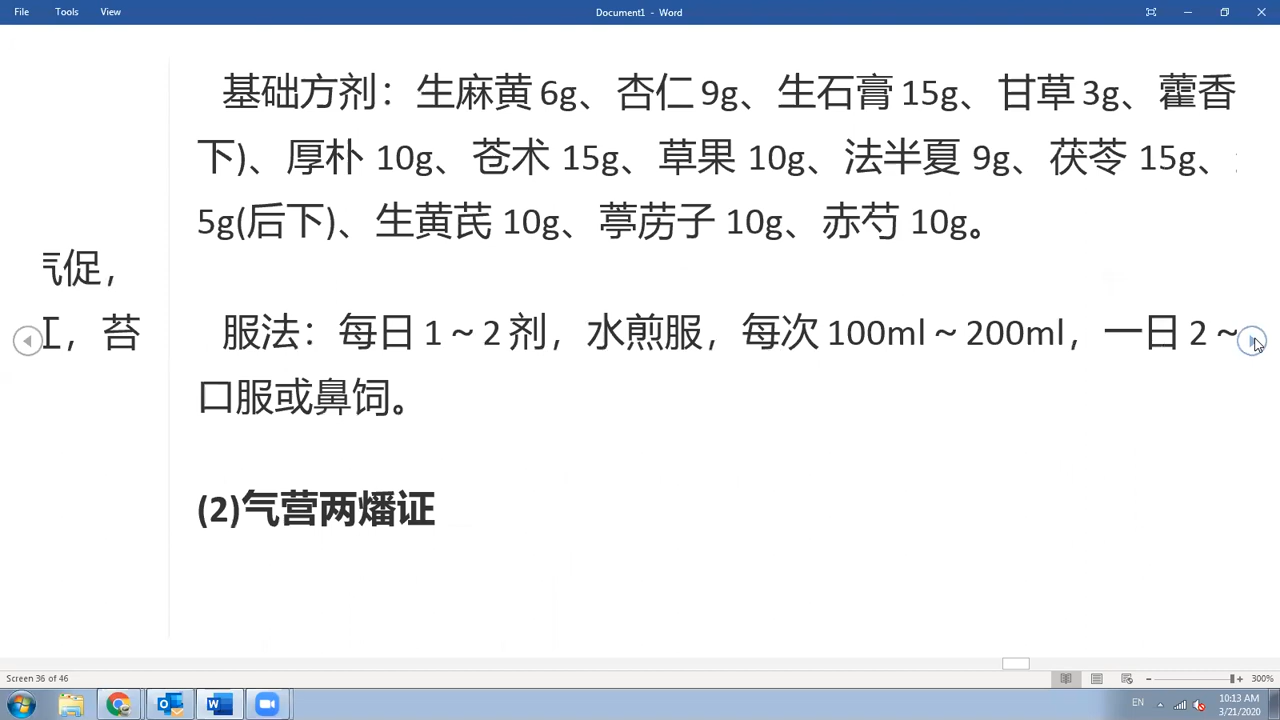 File Tools View Document1 - Word
基础方剂：生麻黄 6g、杏仁 9g、生石膏 15g、甘草 3g、藿香
下)、厚朴 10g、苍术 15g、草果 10g、法半夏 9g、茯苓 15g、
5g(后下)、生黄芪 10g、葶苈子 10g、赤芍 10g。
促，
服法：每日 1～2 剂，水煎服，每次 100ml～200ml，一日 2～
，苔
口服或鼻饲。
(2)气营两燔证
Screen 36 of 46
300%
EN
10:13 AM
3/21/2020